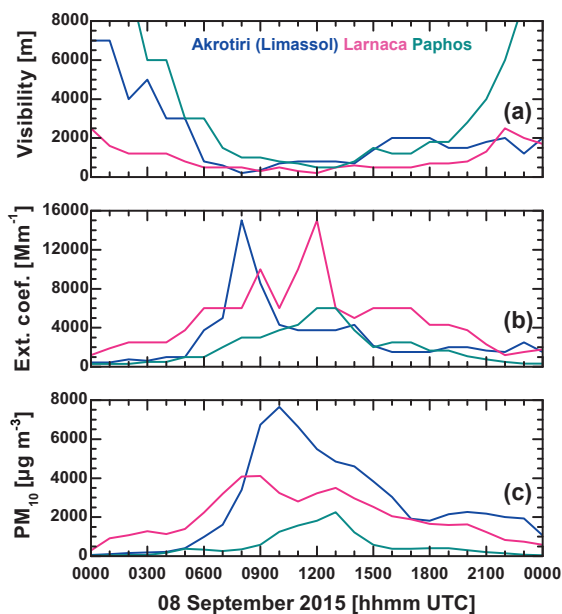 8000
6000
4000
2000
0
Visibility [m]
Akrotiri (Limassol) Larnaca Paphos
(a)
16000
12000
8000
4000
0
Ext. coef. [Mm⁻¹]
(b)
8000
6000
4000
2000
0
PM₁₀ [µg m⁻³]
(c)
0000 0300 0600 0900 1200 1500 1800 2100 0000
08 September 2015 [hhmm UTC]